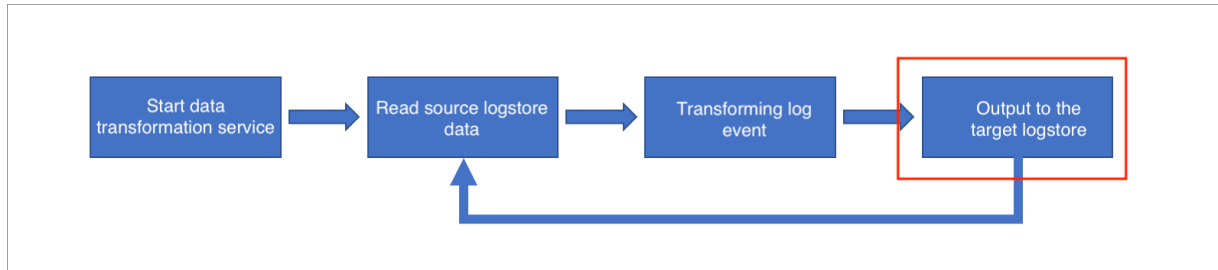 Start data
transformation service
Read source logstore
data
Transforming log
event
Output to the
target logstore